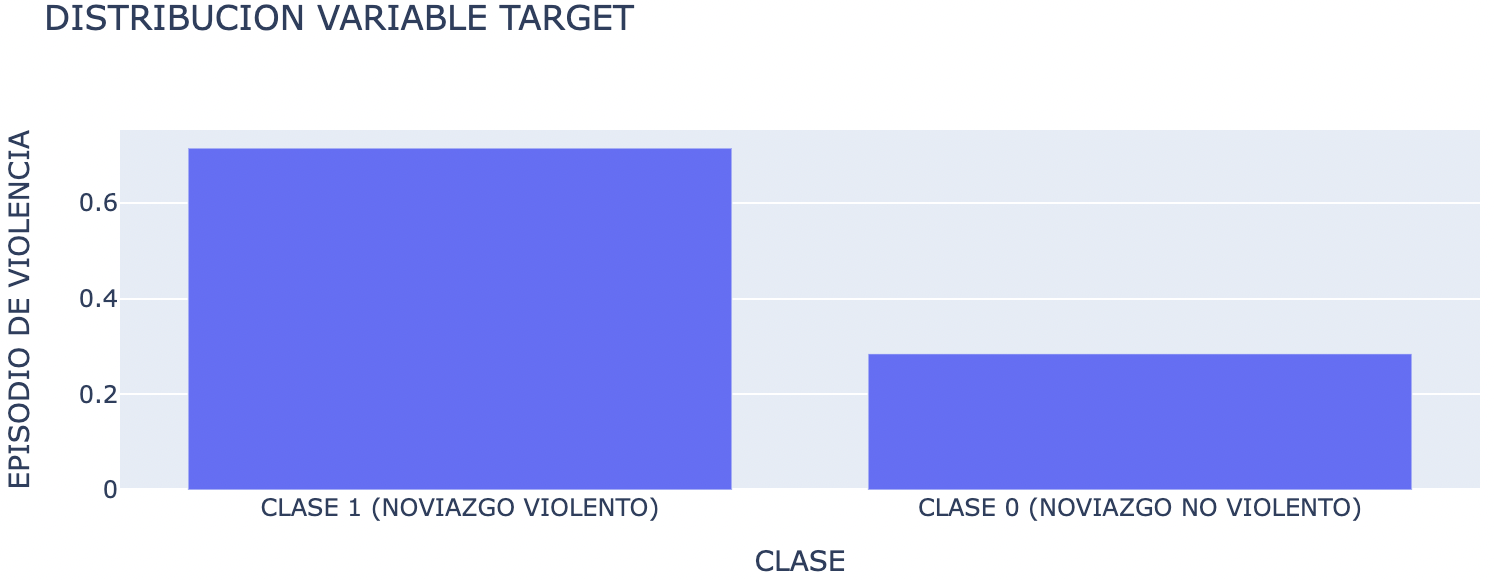 DISTRIBUCION VARIABLE TARGET
EPISODIO DE VIOLENCIA
0.6
0.4
0.2
0
CLASE 1 (NOVIAZGO VIOLENTO)
CLASE 0 (NOVIAZGO NO VIOLENTO)
CLASE